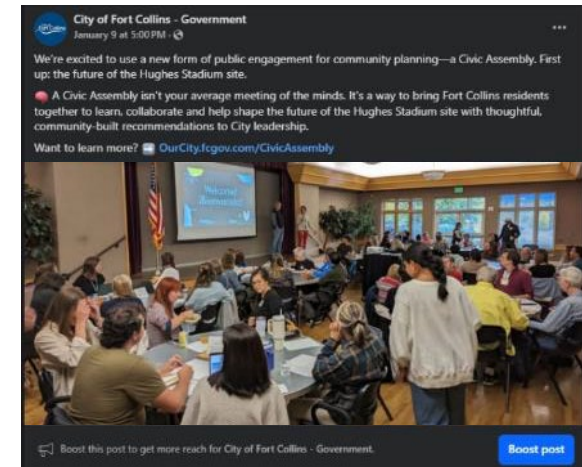 City of Fort Collins - Government
January 9 at 5:00 PM ·
We're excited to use a new form of public engagement for community planning—a Civic Assembly. First
up: the future of the Hughes Stadium site.
🧠 A Civic Assembly isn't your average meeting of the minds. It's a way to bring Fort Collins residents
together to learn, collaborate and help shape the future of the Hughes Stadium site with thoughtful,
community-built recommendations to City leadership.
Want to learn more? ➡️ OurCity.fcgov.com/CivicAssembly
Welcome!
¡Bienvenidos!
Boost this post to get more reach for City of Fort Collins - Government.
Boost post